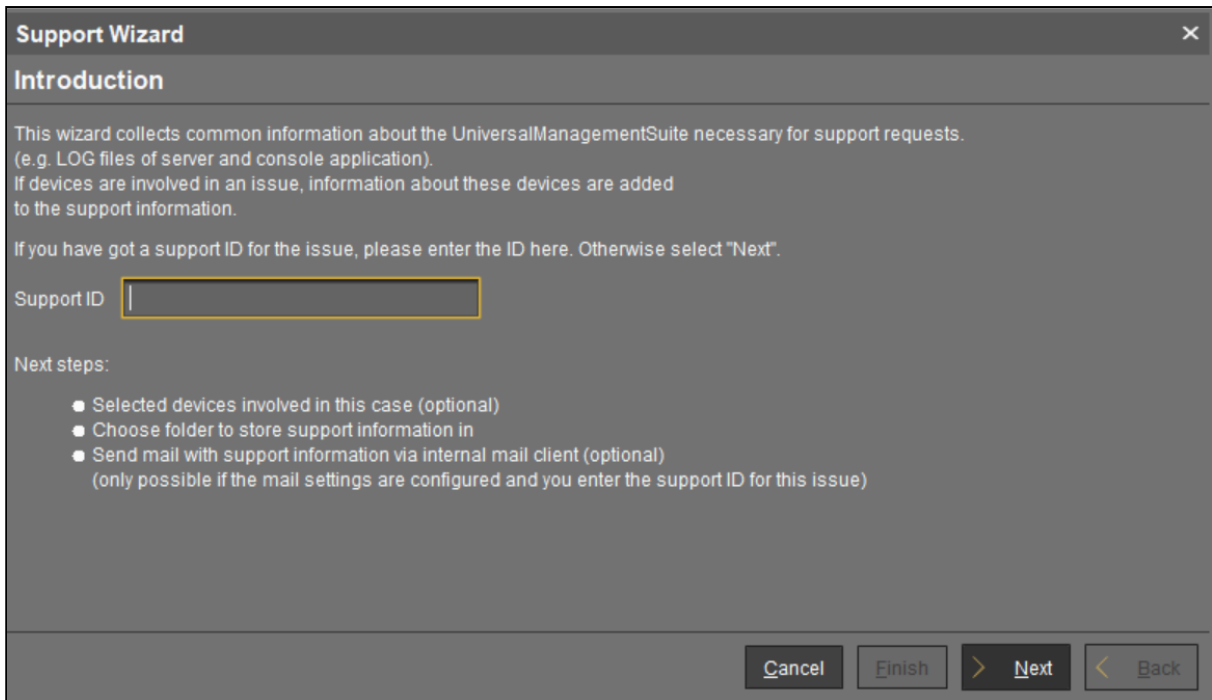 Support Wizard
Introduction
This wizard collects common information about the UniversalManagementSuite necessary for support requests.
(e.g. LOG files of server and console application).
If devices are involved in an issue, information about these devices are added
to the support information.
If you have got a support ID for the issue, please enter the ID here. Otherwise select "Next".
Support ID
Next steps:
Selected devices involved in this case (optional)
Choose folder to store support information in
Send mail with support information via internal mail client (optional)
(only possible if the mail settings are configured and you enter the support ID for this issue)
Cancel Finish Next Back